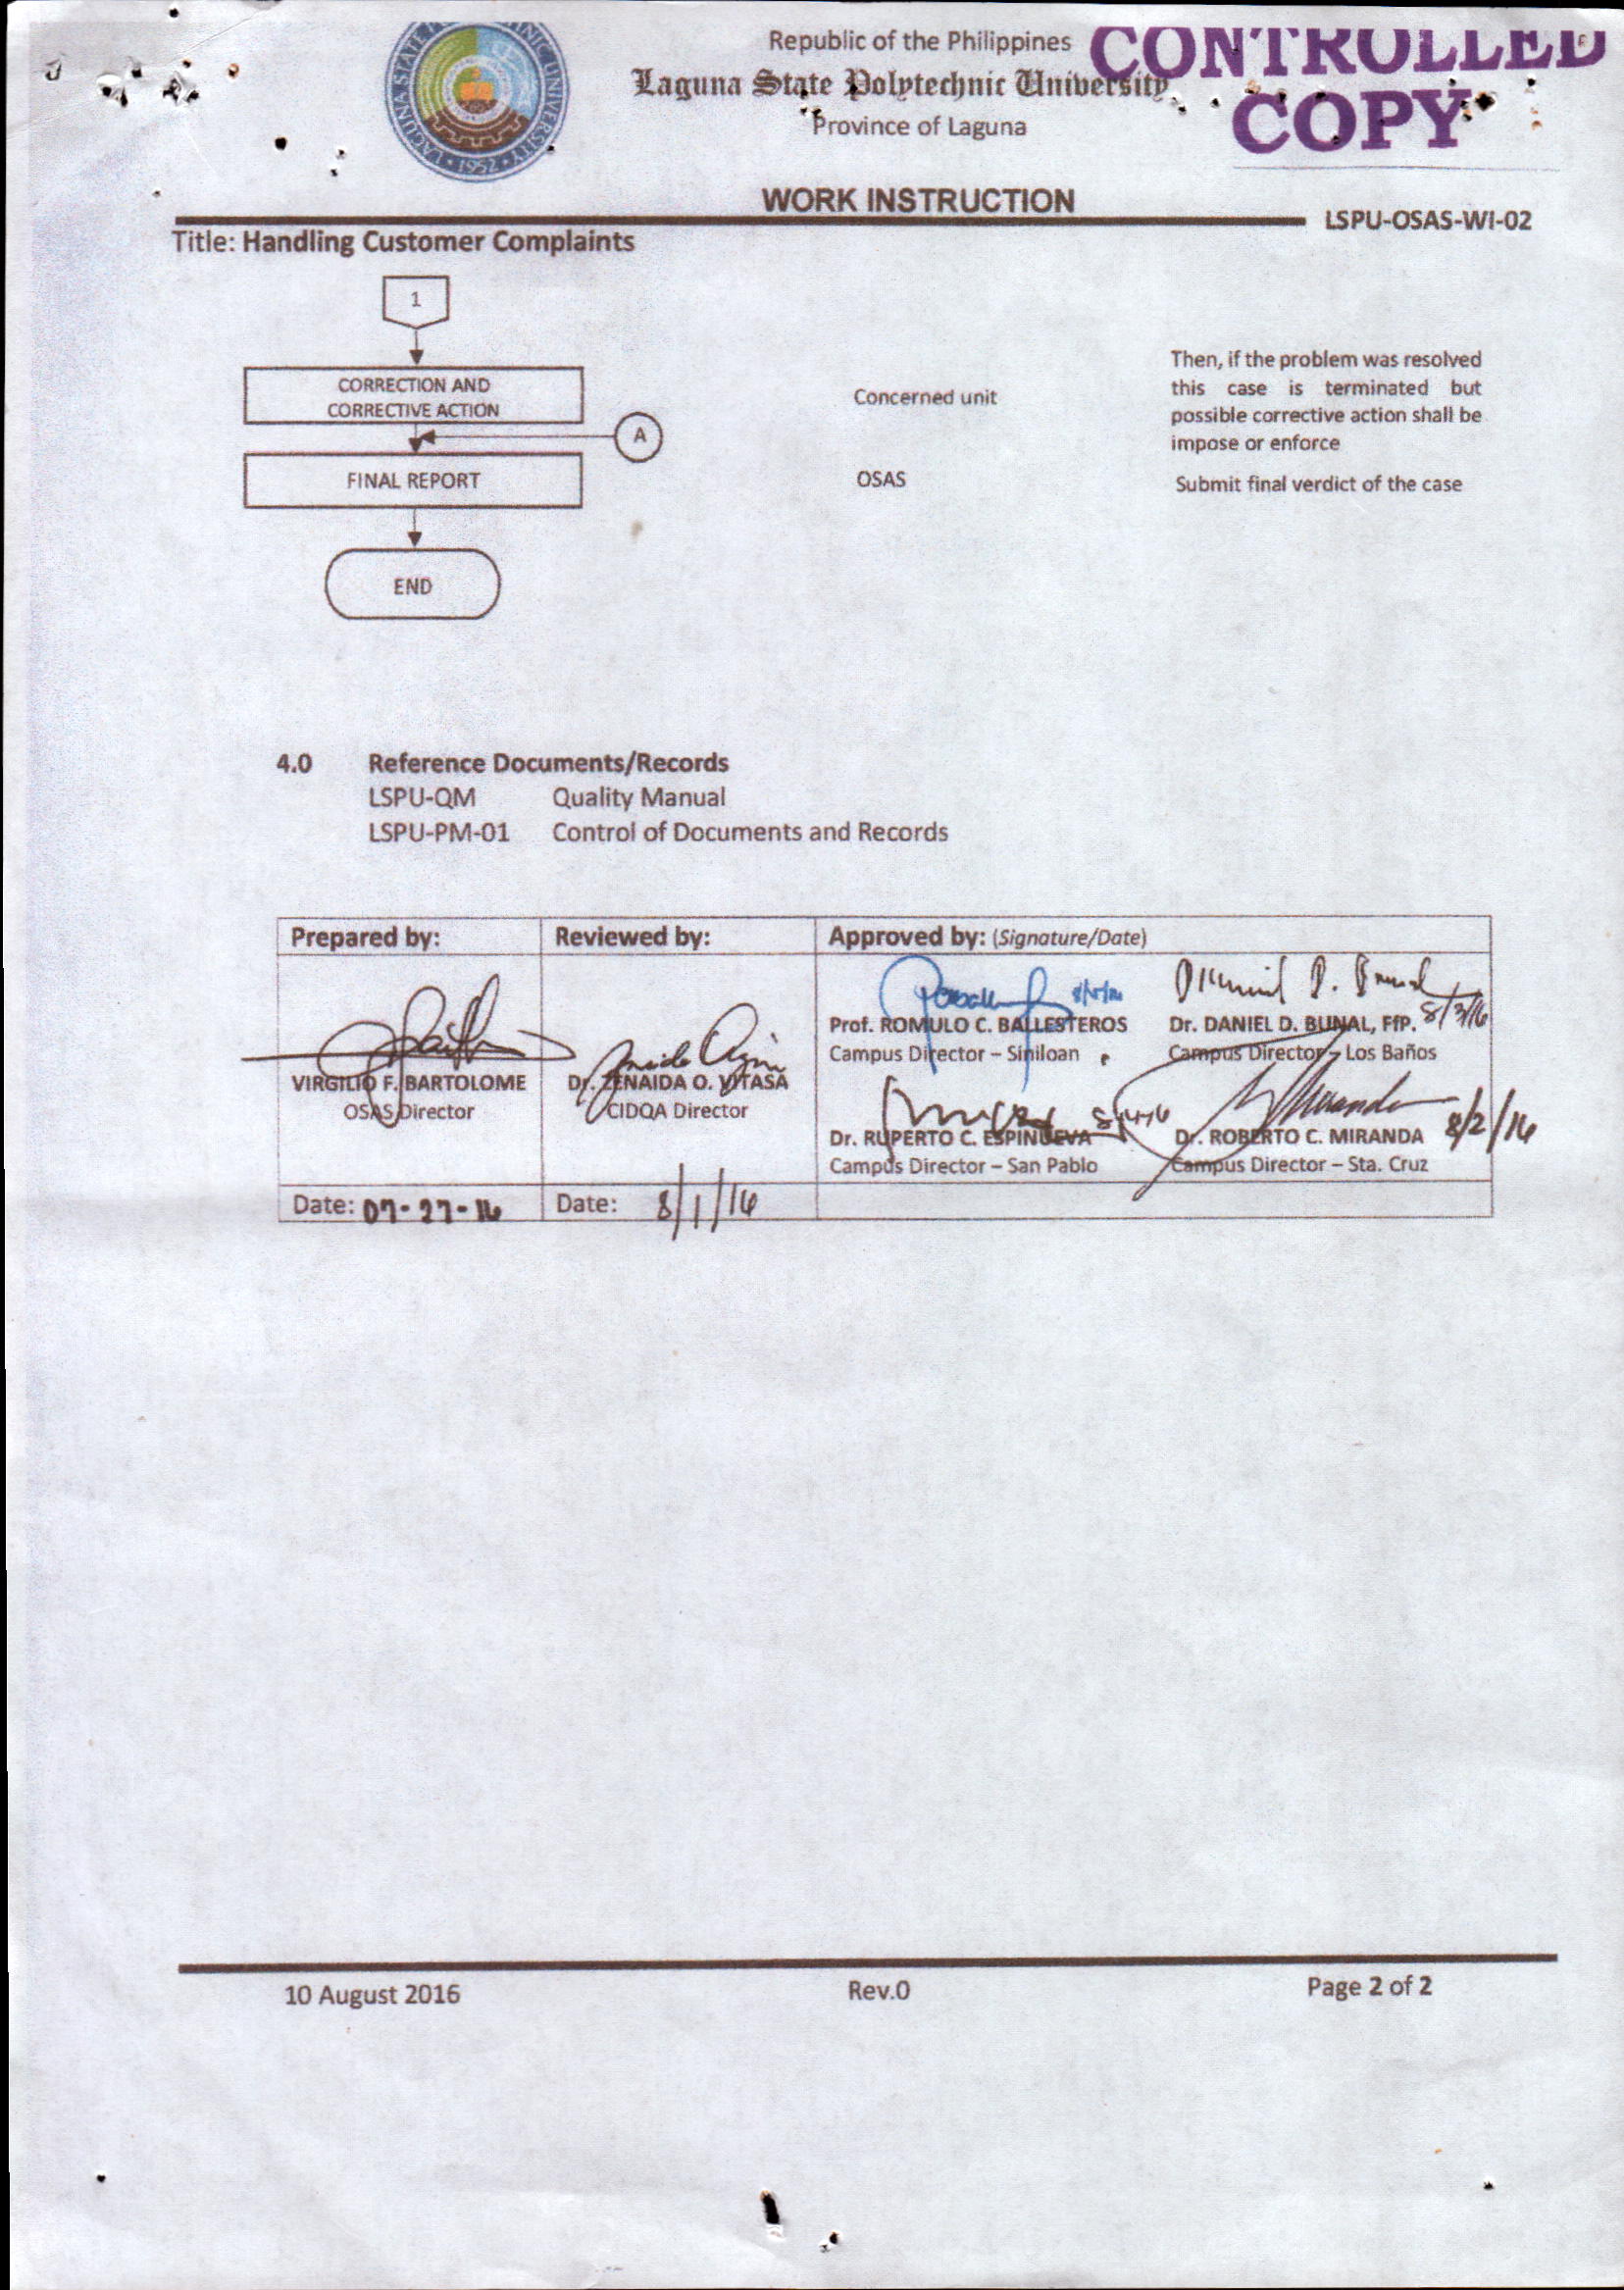 Republic of the Philippines
CONTROLLED
Laguna State Polytechnic University
COPY
Province of Laguna
1952
WORK INSTRUCTION
LSPU-OSAS-WI-02
Title: Handling Customer Complaints
1
CORRECTION AND
CORRECTIVE ACTION
Concerned unit
Then, if the problem was resolved
this case is terminated but
possible corrective action shall be
impose or enforce
A
FINAL REPORT
OSAS
Submit final verdict of the case
END
4.0 Reference Documents/Records
LSPU-QM Quality Manual
LSPU-PM-01 Control of Documents and Records
Prepared by: Reviewed by: Approved by: (Signature/Date)
Prof. ROMULO C. BALLESTEROS
Campus Director – Siniloan
Dr. DANIEL D. BUNAL, FfP. 8/3/16
Campus Director – Los Baños
VIRGILIO F. BARTOLOME
OSAS Director
Dr. ZENAIDA O. VITASA
CIDQA Director
Dr. RUPERTO C. ESPINUEVA
Campus Director – San Pablo
Dr. ROBERTO C. MIRANDA 8/2/16
Campus Director – Sta. Cruz
Date: 07-27-16 Date: 8/1/16
10 August 2016 Rev.0 Page 2 of 2